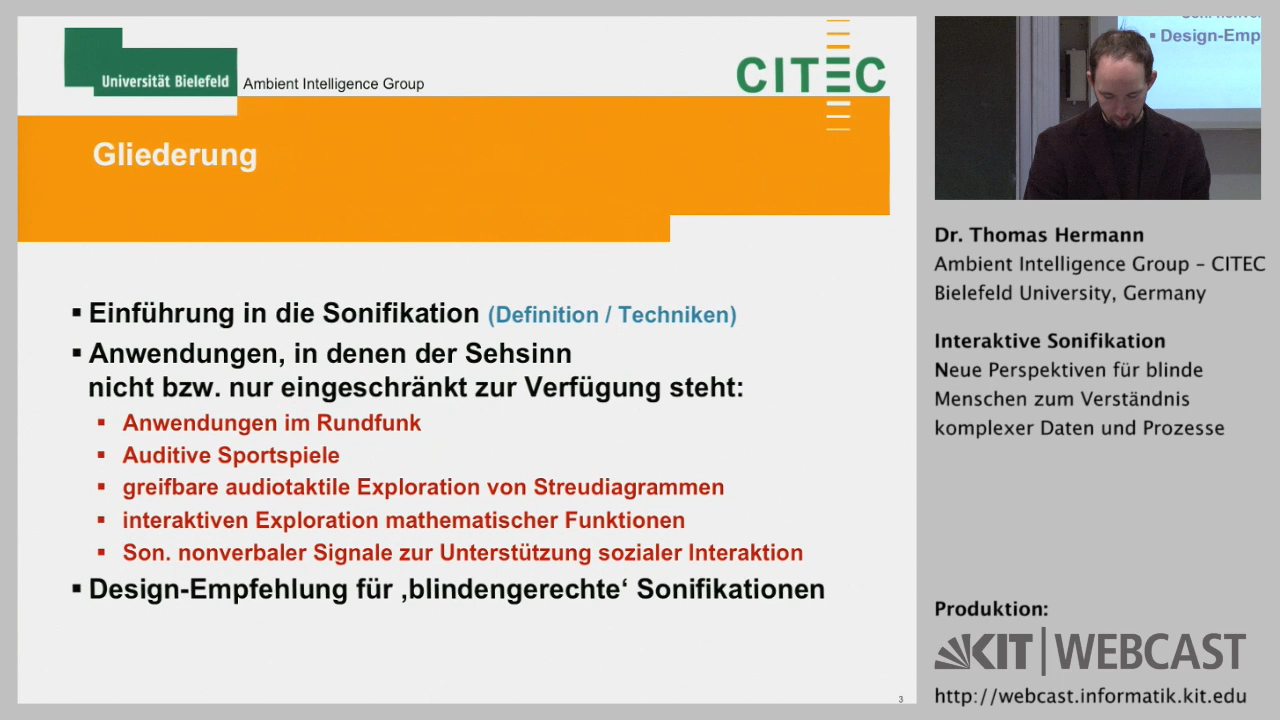 Universität Bielefeld
Ambient Intelligence Group
CITEC
Gliederung
▪ Einführung in die Sonifikation (Definition / Techniken)
▪ Anwendungen, in denen der Sehsinn
nicht bzw. nur eingeschränkt zur Verfügung steht:
▪ Anwendungen im Rundfunk
▪ Auditive Sportspiele
▪ greifbare audiotaktile Exploration von Streudiagrammen
▪ interaktiven Exploration mathematischer Funktionen
▪ Son. nonverbaler Signale zur Unterstützung sozialer Interaktion
▪ Design-Empfehlung für ‚blindengerechte‘ Sonifikationen
3
▪ Design-Emp
Dr. Thomas Hermann
Ambient Intelligence Group – CITEC
Bielefeld University, Germany
Interaktive Sonifikation
Neue Perspektiven für blinde
Menschen zum Verständnis
komplexer Daten und Prozesse
Produktion:
KIT WEBCAST
http://webcast.informatik.kit.edu